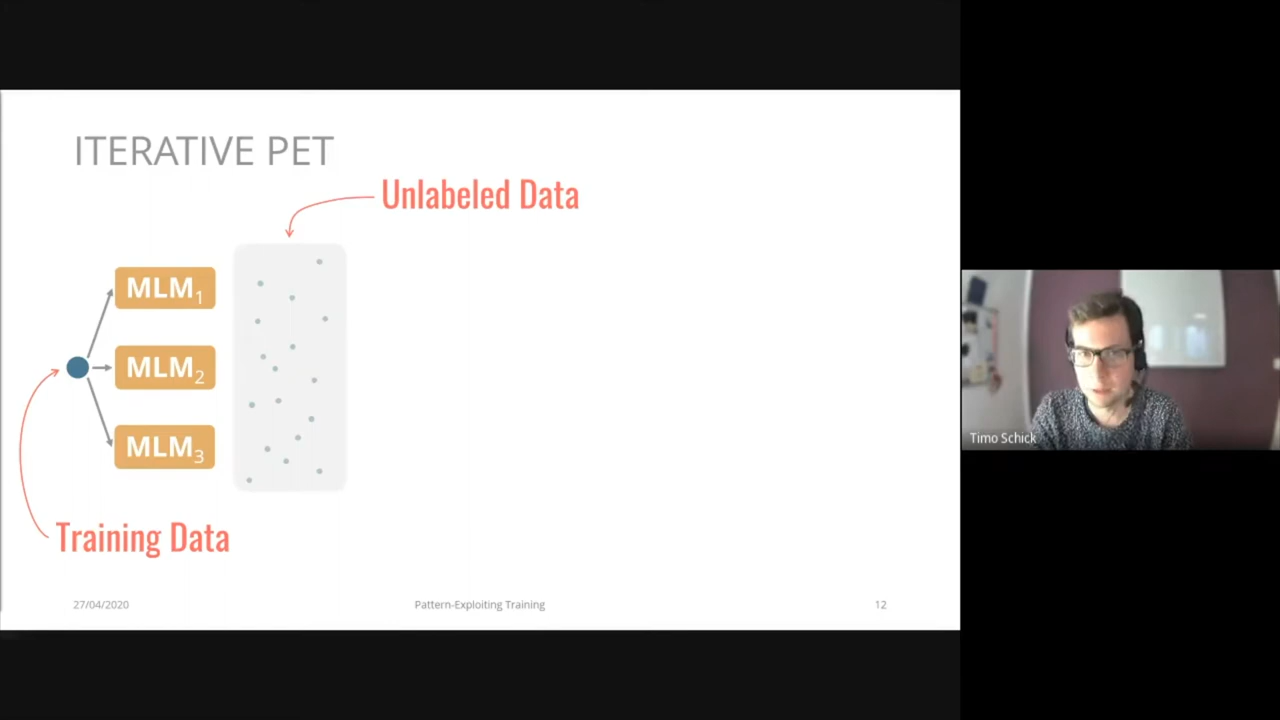 ITERATIVE PET
Unlabeled Data
MLM1
MLM2
MLM3
Training Data
27/04/2020
Pattern-Exploiting Training
12
Timo Schick